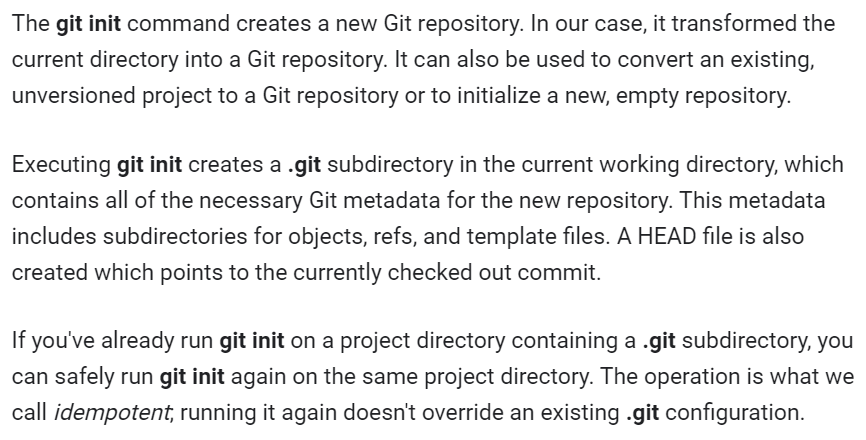 The git init command creates a new Git repository. In our case, it transformed the
current directory into a Git repository. It can also be used to convert an existing,
unversioned project to a Git repository or to initialize a new, empty repository.
Executing git init creates a .git subdirectory in the current working directory, which
contains all of the necessary Git metadata for the new repository. This metadata
includes subdirectories for objects, refs, and template files. A HEAD file is also
created which points to the currently checked out commit.
If you've already run git init on a project directory containing a .git subdirectory, you
can safely run git init again on the same project directory. The operation is what we
call idempotent; running it again doesn't override an existing .git configuration.